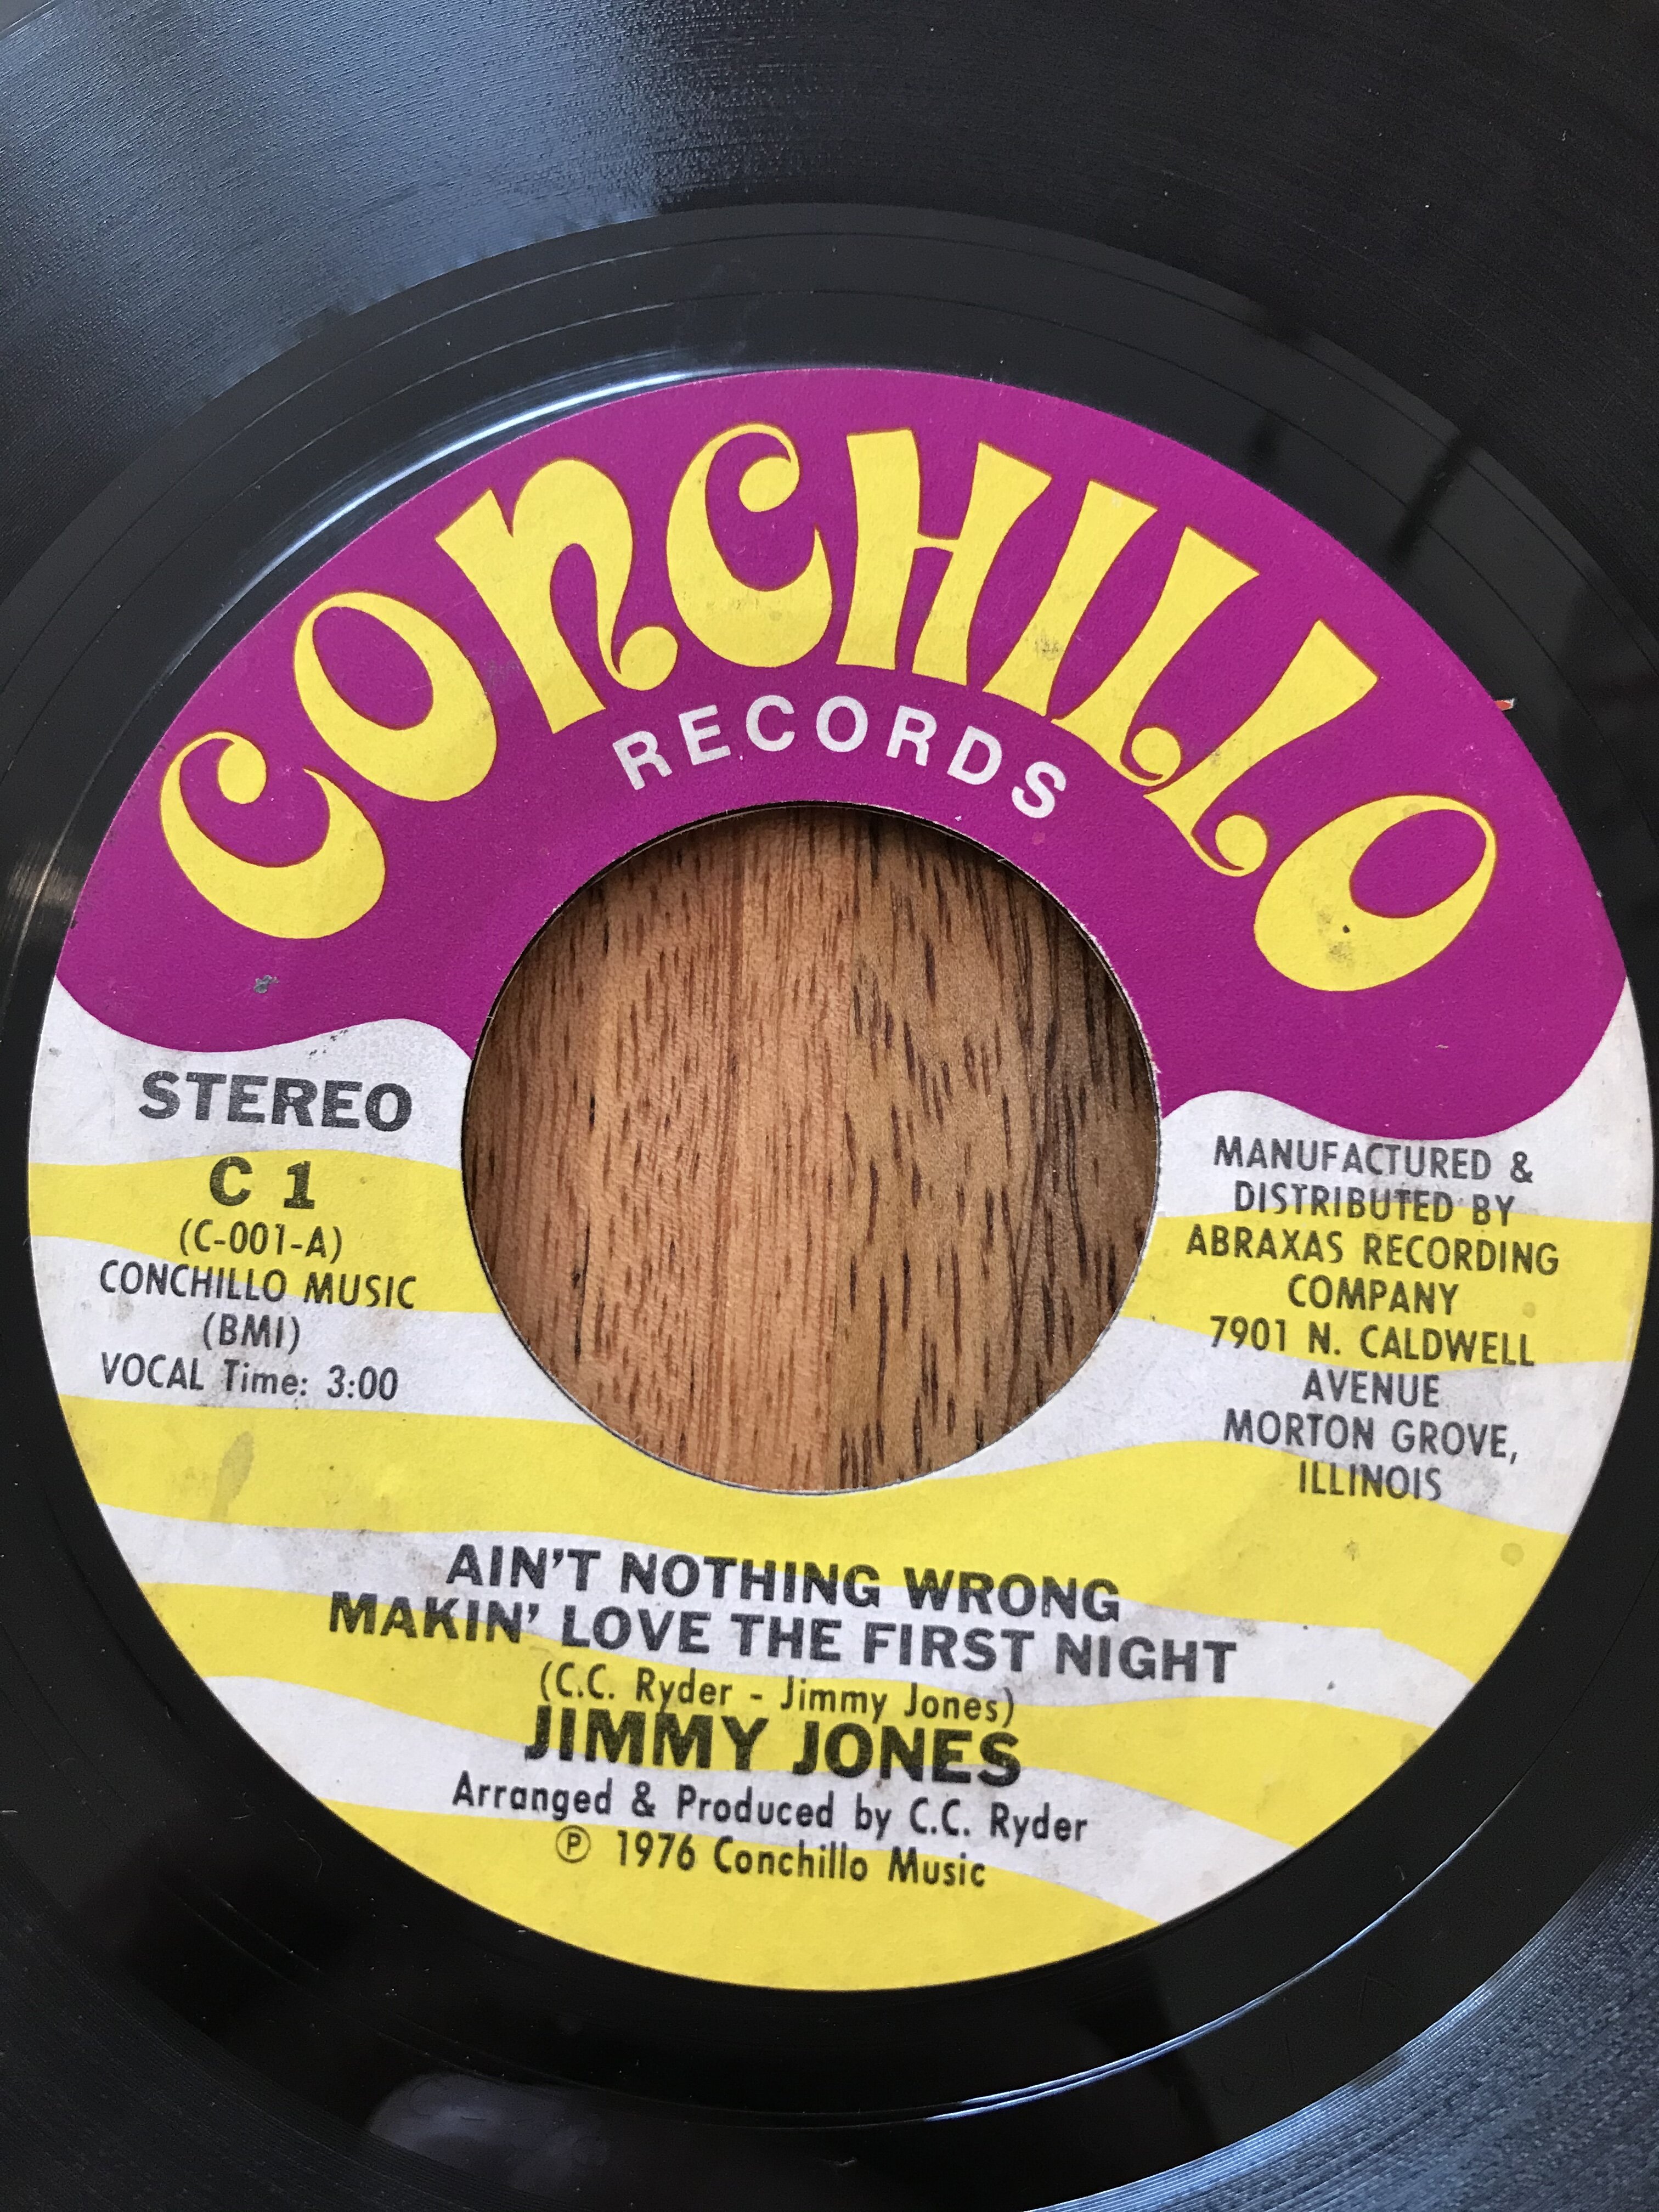 CONCHILLO
RECORDS
STEREO
C 1
(C-001-A)
CONCHILLO MUSIC
(BMI)
VOCAL Time: 3:00
MANUFACTURED &
DISTRIBUTED BY
ABRAXAS RECORDING
COMPANY
7901 N. CALDWELL
AVENUE
MORTON GROVE,
ILLINOIS
AIN'T NOTHING WRONG
MAKIN' LOVE THE FIRST NIGHT
(C.C. Ryder - Jimmy Jones)
JIMMY JONES
Arranged & Produced by C.C. Ryder
℗ 1976 Conchillo Music